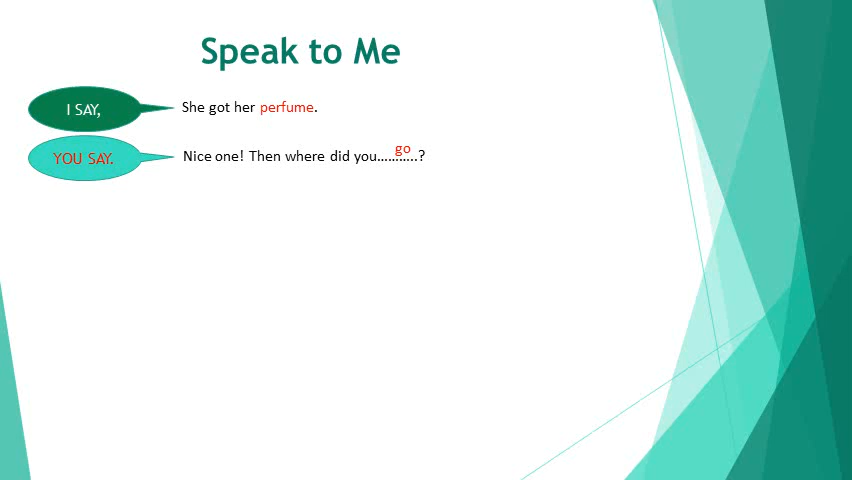 Speak to Me
I SAY,
She got her perfume.
YOU SAY.
Nice one! Then where did you....go.......?